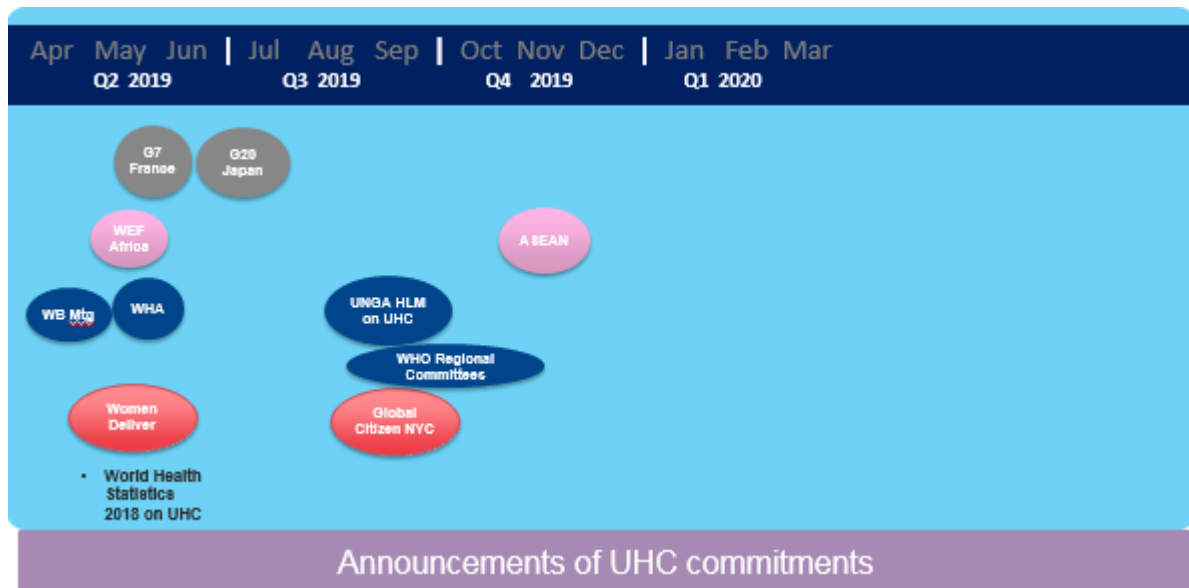 Apr May Jun | Jul Aug Sep | Oct Nov Dec | Jan Feb Mar
Q2 2019 Q3 2019 Q4 2019 Q1 2020
G7
France
G20
Japan
WEF
Africa
ASEAN
WB Mtg
WHA
UNGA HLM
on UHC
WHO Regional
Committees
Women
Deliver
Global
Citizen NYC
• World Health
Statistics
2018 on UHC
Announcements of UHC commitments